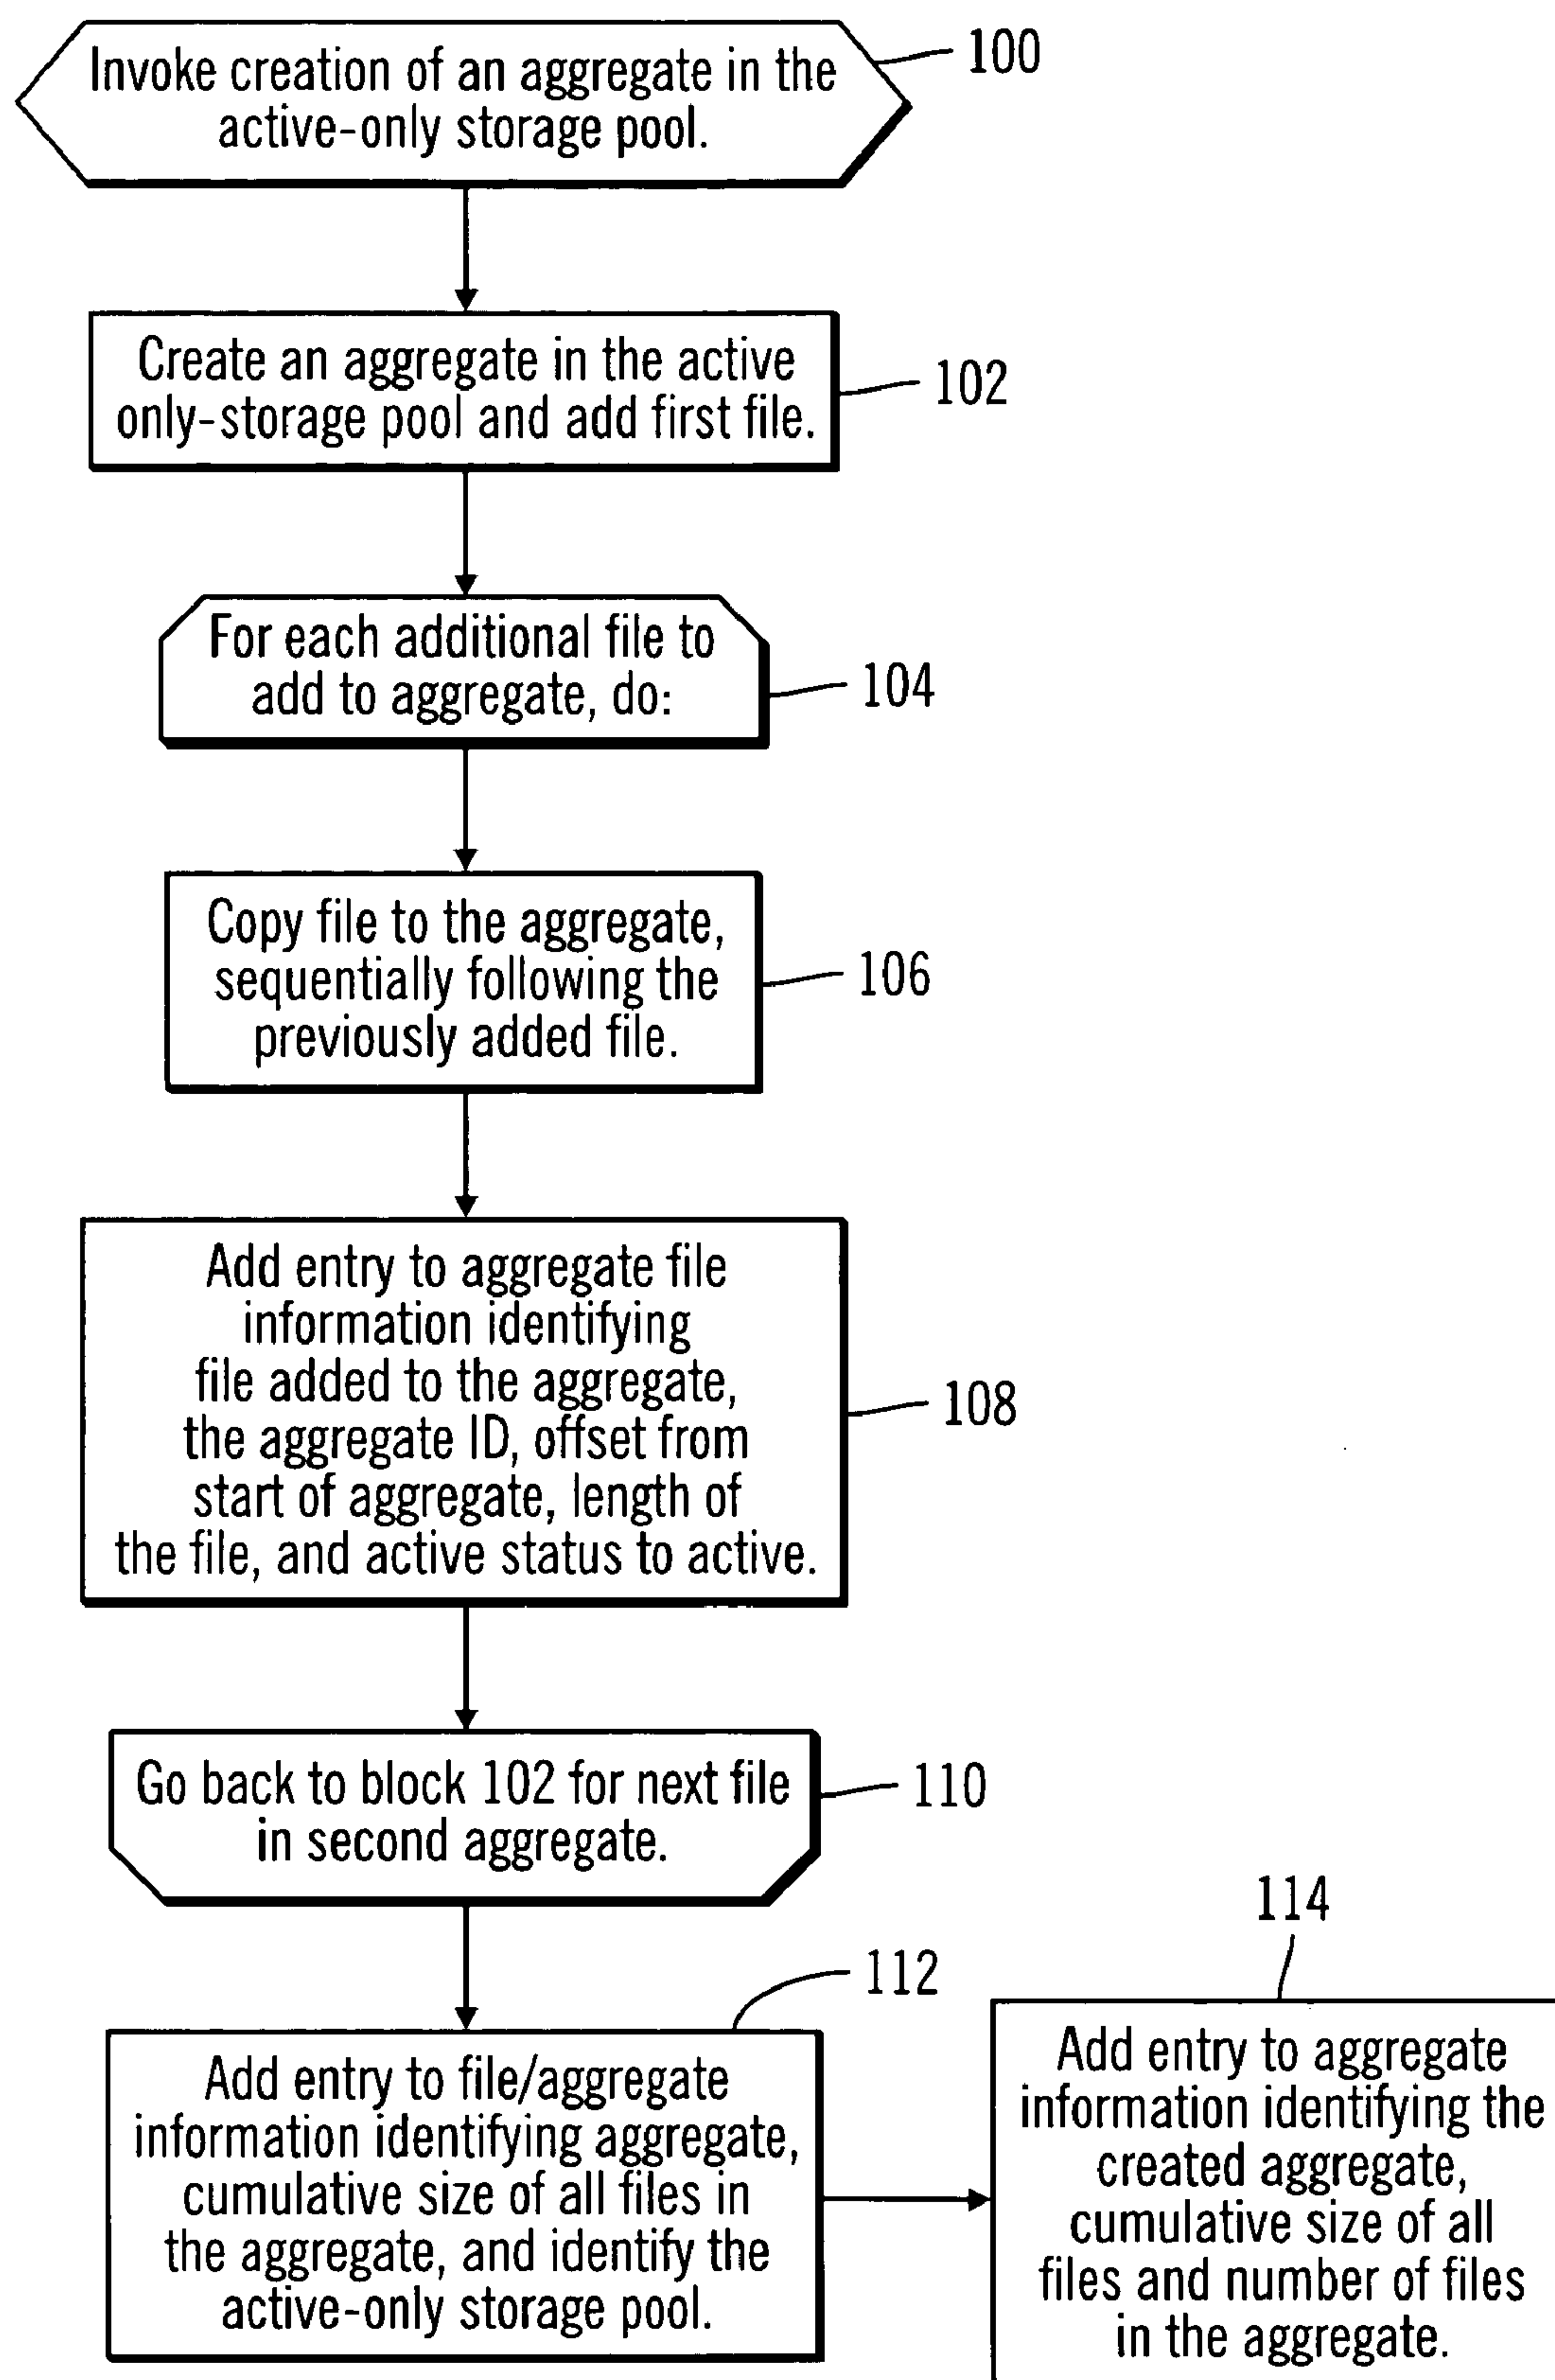 Invoke creation of an aggregate in the
active-only storage pool.
100
Create an aggregate in the active
only-storage pool and add first file.
102
For each additional file to
add to aggregate, do:
104
Copy file to the aggregate,
sequentially following the
previously added file.
106
Add entry to aggregate file
information identifying
file added to the aggregate,
the aggregate ID, offset from
start of aggregate, length of
the file, and active status to active.
108
Go back to block 102 for next file
in second aggregate.
110
112
Add entry to file/aggregate
information identifying aggregate,
cumulative size of all files in
the aggregate, and identify the
active-only storage pool.
114
Add entry to aggregate
information identifying the
created aggregate,
cumulative size of all
files and number of files
in the aggregate.